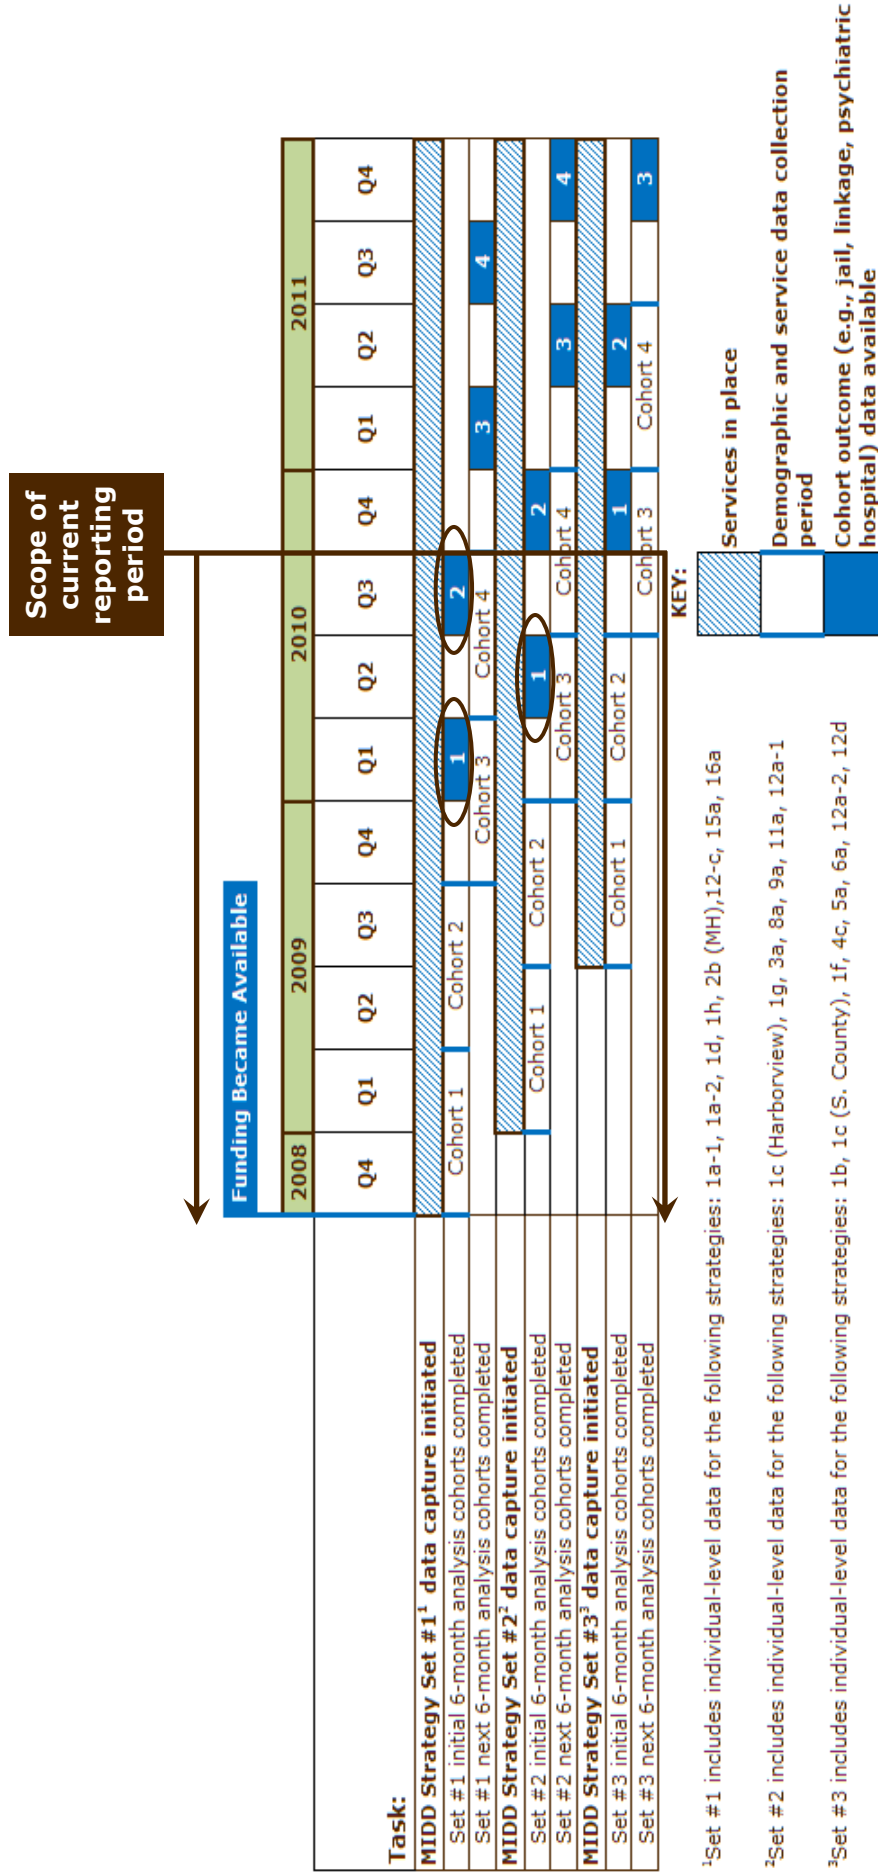 Scope of
current
reporting
period
Funding Became Available
2008 2009 2010 2011
Task: Q4 Q1 Q2 Q3 Q4 Q1 Q2 Q3 Q4 Q1 Q2 Q3 Q4
MIDD Strategy Set #1¹ data capture initiated
Set #1 initial 6-month analysis cohorts completed Cohort 1 Cohort 2 1 2
Set #1 next 6-month analysis cohorts completed Cohort 3 Cohort 4 3 4
MIDD Strategy Set #2² data capture initiated
Set #2 initial 6-month analysis cohorts completed Cohort 1 Cohort 2 1 2
Set #2 next 6-month analysis cohorts completed Cohort 3 Cohort 4 3 4
MIDD Strategy Set #3³ data capture initiated
Set #3 initial 6-month analysis cohorts completed Cohort 1 Cohort 2 1 2
Set #3 next 6-month analysis cohorts completed Cohort 3 Cohort 4 3
KEY:
Services in place
Demographic and service data collection
period
Cohort outcome (e.g., jail, linkage, psychiatric
hospital) data available
¹Set #1 includes individual-level data for the following strategies: 1a-1, 1a-2, 1d, 1h, 2b (MH),12-c, 15a, 16a
²Set #2 includes individual-level data for the following strategies: 1c (Harborview), 1g, 3a, 8a, 9a, 11a, 12a-1
³Set #3 includes individual-level data for the following strategies: 1b, 1c (S. County), 1f, 4c, 5a, 6a, 12a-2, 12d